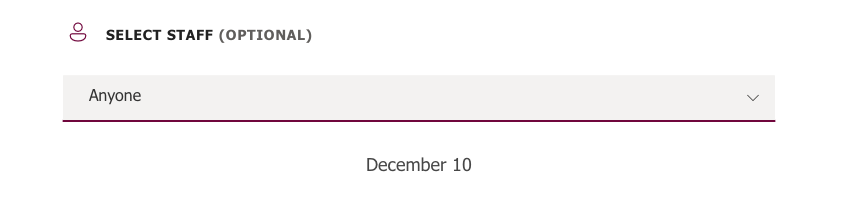 SELECT STAFF (OPTIONAL)
Anyone
December 10